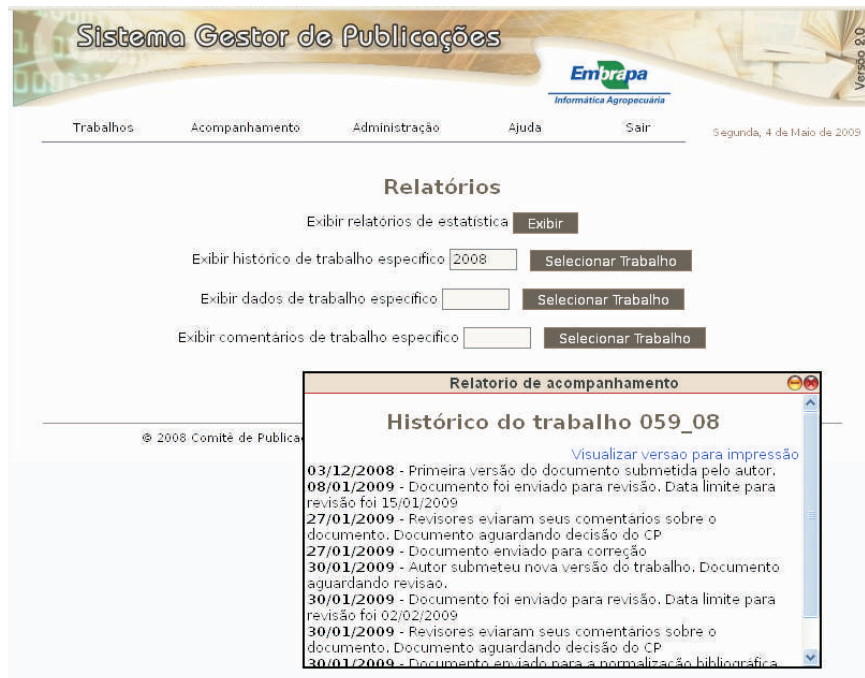 Sistema Gestor de Publicações
Versão 2.0
Embrapa
Informática Agropecuária
Trabalhos Acompanhamento Administração Ajuda Sair
Segunda, 4 de Maio de 2009
Relatórios
Exibir relatórios de estatística Exibir
Exibir histórico de trabalho específico 2008 Selecionar Trabalho
Exibir dados de trabalho específico Selecionar Trabalho
Exibir comentários de trabalho específico Selecionar Trabalho
© 2008 Comitê de Publica
Relatorio de acompanhamento
Histórico do trabalho 059_08
Visualizar versao para impressão
03/12/2008 - Primeira versão do documento submetida pelo autor.
08/01/2009 - Documento foi enviado para revisão. Data limite para
revisão foi 15/01/2009
27/01/2009 - Revisores eviaram seus comentários sobre o
documento. Documento aguardando decisão do CP
27/01/2009 - Documento enviado para correção
30/01/2009 - Autor submeteu nova versão do trabalho. Documento
aguardando revisao.
30/01/2009 - Documento foi enviado para revisão. Data limite para
revisão foi 02/02/2009
30/01/2009 - Revisores eviaram seus comentários sobre o
documento. Documento aguardando decisão do CP
30/01/2009 - Documento enviado para a normalização bibliográfica